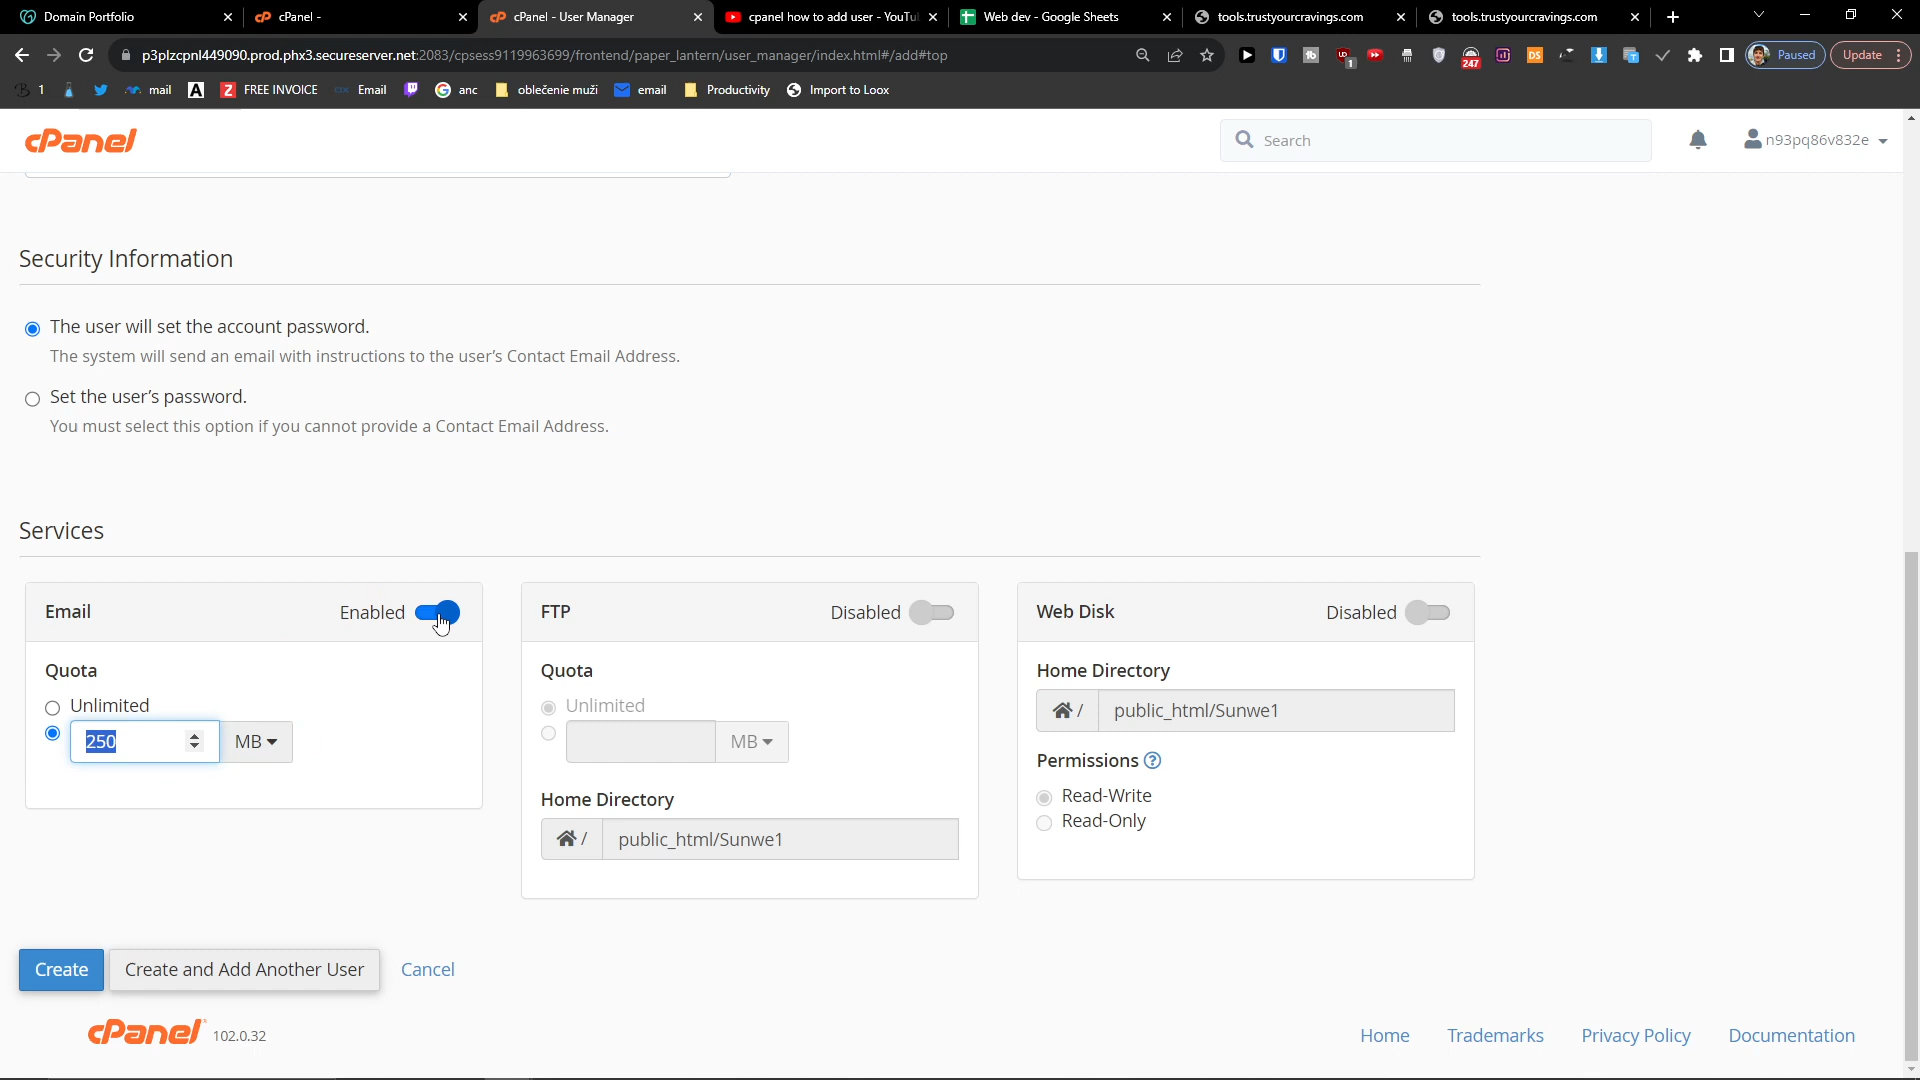 Domain Portfolio
cPanel -
cPanel - User Manager
cpanel how to add user - YouTu
Web dev - Google Sheets
tools.trustyourcravings.com
tools.trustyourcravings.com
p3plzcpnl449090.prod.phx3.secureserver.net:2083/cpsess9119963699/frontend/paper_lantern/user_manager/index.html#/add#top
1
247
DS
Paused
Update
1
mail
FREE INVOICE
Email
anc
oblečenie muži
email
Productivity
Import to Loox
cPanel
Search
n93pq86v832e
Security Information
The user will set the account password.
The system will send an email with instructions to the user's Contact Email Address.
Set the user's password.
You must select this option if you cannot provide a Contact Email Address.
Services
Email
Enabled
Quota
Unlimited
250
MB
FTP
Disabled
Quota
Unlimited
MB
Home Directory
/
public_html/Sunwe1
Web Disk
Disabled
Home Directory
/
public_html/Sunwe1
Permissions ?
Read-Write
Read-Only
Create
Create and Add Another User
Cancel
cPanel 102.0.32
Home
Trademarks
Privacy Policy
Documentation